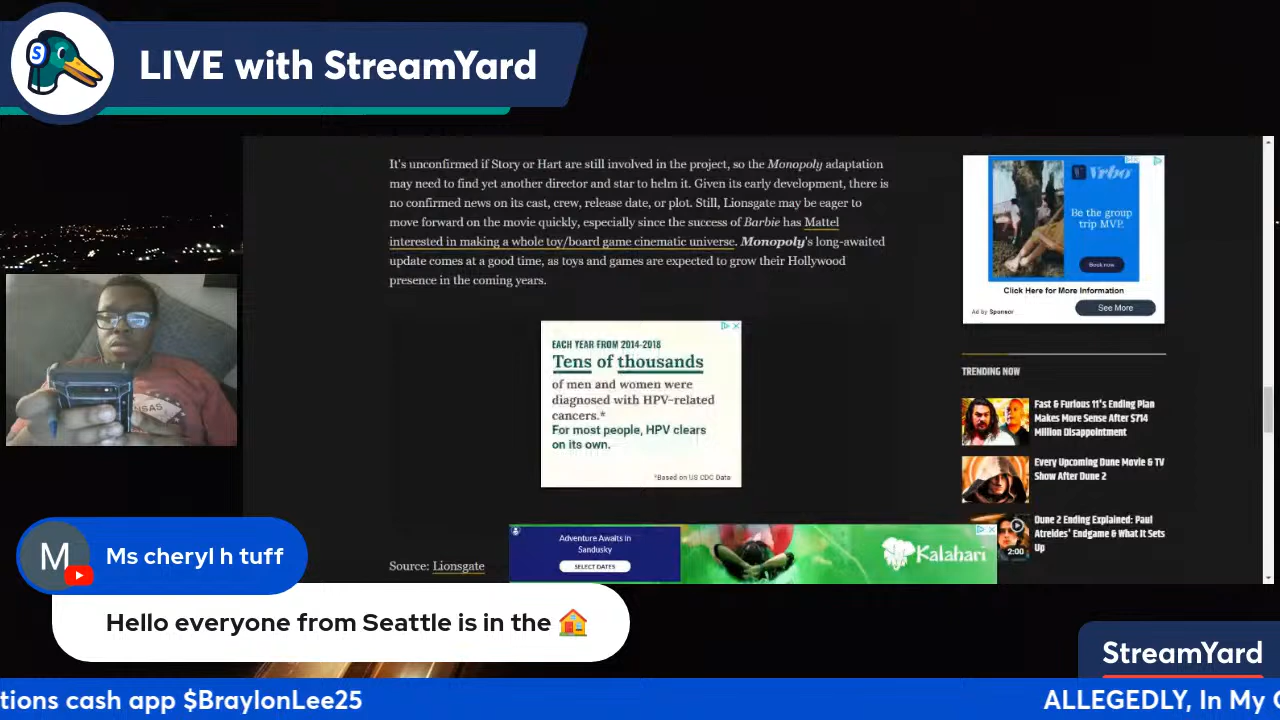 LIVE with StreamYard
It's unconfirmed if Story or Hart are still involved in the project, so the Monopoly adaptation
may need to find yet another director and star to helm it. Given its early development, there is
no confirmed news on its cast, crew, release date, or plot. Still, Lionsgate may be eager to
move forward on the movie quickly, especially since the success of Barbie has Mattel
interested in making a whole toy/board game cinematic universe. Monopoly's long-awaited
update comes at a good time, as toys and games are expected to grow their Hollywood
presence in the coming years.
EACH YEAR FROM 2014-2018
Tens of thousands
of men and women were
diagnosed with HPV-related
cancers.*
For most people, HPV clears
on its own.
*Based on US CDC Data
Source: Lionsgate
Adventure Awaits in
Sandusky
SELECT DATES
Kalahari
Vrbo
Be the group
trip MVP.
Book now
Click Here for More Information
Ad by Sponsor
See More
TRENDING NOW
Fast & Furious 11's Ending Plan
Makes More Sense After $714
Million Disappointment
Every Upcoming Dune Movie & TV
Show After Dune 2
Dune 2 Ending Explained: Paul
Atreides' Endgame & What It Sets
Up
2:00
NSAS
M
Ms cheryl h tuff
Hello everyone from Seattle is in the 🏠
StreamYard
tions cash app $BraylonLee25
ALLEGEDLY, In My